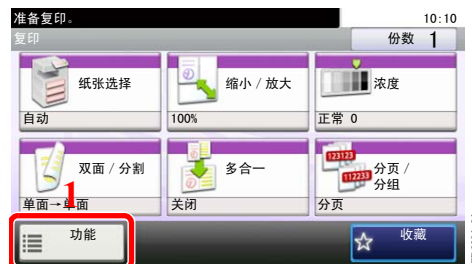 准备复印。 10:10
复印 份数 1
纸张选择 缩小 / 放大 浓度
自动 100% 正常 0
双面 / 分割 多合一 123123 112233 分页 /
分组
单面→单面 关闭 分页
1
功能 收藏